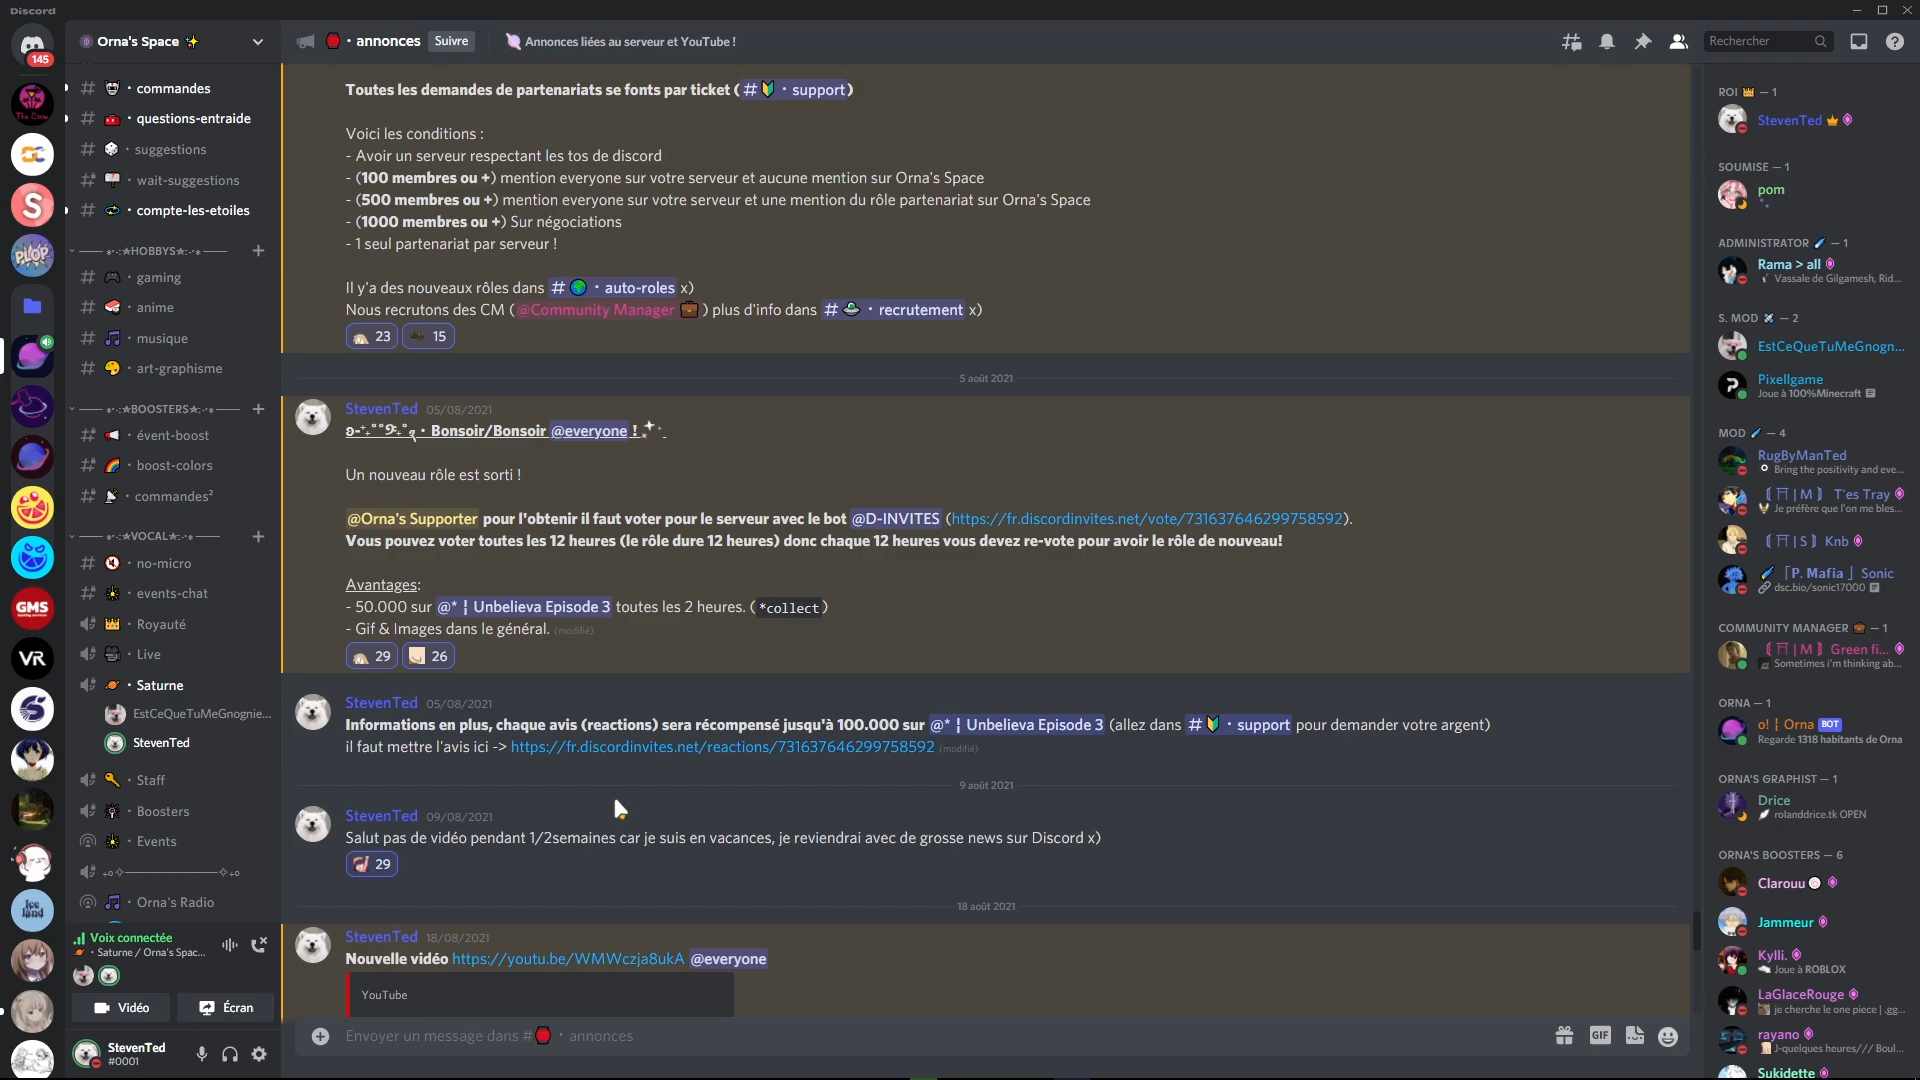 Discord
145
Orna's Space ✨
• annonces
Suivre
Annonces liées au serveur et YouTube !
Rechercher
• commandes
• questions-entraide
• suggestions
• wait-suggestions
• compte-les-etoiles
HOBBYS
• gaming
• anime
• musique
• art-graphisme
BOOSTERS
• évent-boost
• boost-colors
• commandes²
VOCAL
• no-micro
• events-chat
• Royauté
• Live
• Saturne
EstCeQueTuMeGnognie...
StevenTed
• Staff
• Boosters
• Events
• Orna's Radio
Voix connectée
• Saturne / Orna's Spac...
Vidéo
Écran
StevenTed
#0001
The Crew
S
PLOP
GMS
VR
Ice land
Toutes les demandes de partenariats se fonts par ticket (# • support)
Voici les conditions :
- Avoir un serveur respectant les tos de discord
- (100 membres ou +) mention everyone sur votre serveur et aucune mention sur Orna's Space
- (500 membres ou +) mention everyone sur votre serveur et une mention du rôle partenariat sur Orna's Space
- (1000 membres ou +) Sur négociations
- 1 seul partenariat par serveur !
Il y'a des nouveaux rôles dans # • auto-roles x)
Nous recrutons des CM (@Community Manager 💼) plus d'info dans # • recrutement x)
23 15
5 août 2021
StevenTed 05/08/2021
• Bonsoir/Bonsoir @everyone !
Un nouveau rôle est sorti !
@Orna's Supporter pour l'obtenir il faut voter pour le serveur avec le bot @D-INVITES (https://fr.discordinvites.net/vote/731637646299758592).
Vous pouvez voter toutes les 12 heures (le rôle dure 12 heures) donc chaque 12 heures vous devez re-vote pour avoir le rôle de nouveau!
Avantages:
- 50.000 sur @* ¦ Unbelieva Episode 3 toutes les 2 heures. (*collect)
- Gif & Images dans le général. (modifié)
29 26
StevenTed 05/08/2021
Informations en plus, chaque avis (reactions) sera récompensé jusqu'à 100.000 sur @* ¦ Unbelieva Episode 3 (allez dans # • support pour demander votre argent)
il faut mettre l'avis ici -> https://fr.discordinvites.net/reactions/731637646299758592 (modifié)
9 août 2021
StevenTed 09/08/2021
Salut pas de vidéo pendant 1/2semaines car je suis en vacances, je reviendrai avec de grosse news sur Discord x)
29
18 août 2021
StevenTed 18/08/2021
Nouvelle vidéo https://youtu.be/WMWczja8ukA @everyone
YouTube
Envoyer un message dans # • annonces
GIF
ROI 👑 — 1
StevenTed
SOUMISE — 1
pom
ADMINISTRATOR — 1
Rama > all
Vassale de Gilgamesh, Rid...
S. MOD — 2
EstCeQueTuMeGnogn...
Pixellgame
Joue à 100%Minecraft
MOD — 4
RugByManTed
Bring the positivity and eve...
⟦⛩|M⟧ T'es Tray
Je préfère que l'on me bles...
⟦⛩|S⟧ Knb
「P. Mafia」Sonic
dsc.bio/sonic17000
COMMUNITY MANAGER 💼 — 1
⟦⛩|M⟧ Green fi...
Sometimes i'm thinking ab...
ORNA — 1
o! ¦ Orna BOT
Regarde 1318 habitants de Orna
ORNA'S GRAPHIST — 1
Drice
rolanddrice.tk OPEN
ORNA'S BOOSTERS — 6
Clarouu
Jammeur
Kylli.
Joue à ROBLOX
LaGlaceRouge
je cherche le one piece | .gg...
rayano
J-quelques heures/// Boul...
Sukidette